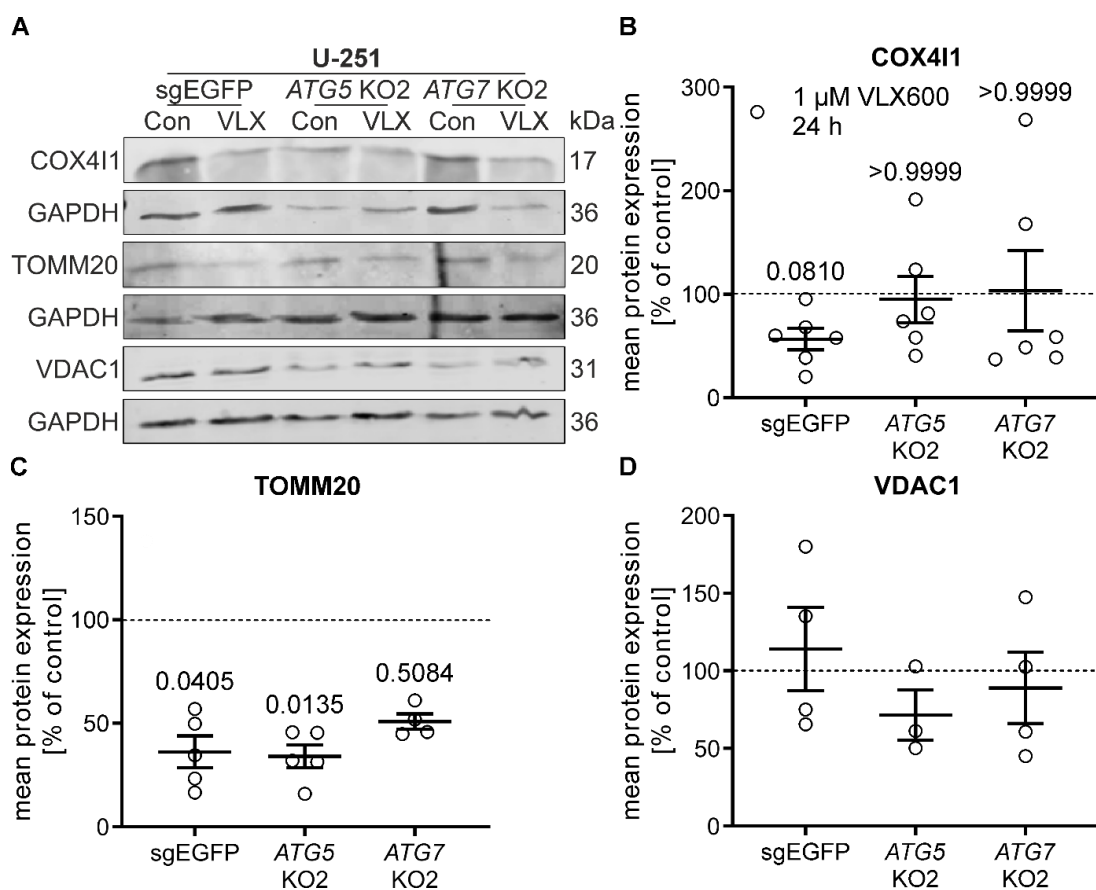 A
U-251
sgEGFP ATG5 KO2 ATG7 KO2
Con VLX Con VLX Con VLX kDa
COX4I1 17
GAPDH 36
TOMM20 20
GAPDH 36
VDAC1 31
GAPDH 36
B
COX4I1
mean protein expression
[% of control]
300
200
100
0
1 µM VLX600
24 h
0.0810
>0.9999
>0.9999
sgEGFP
ATG5
KO2
ATG7
KO2
C
TOMM20
mean protein expression
[% of control]
150
100
50
0
0.0405
0.0135
0.5084
sgEGFP
ATG5
KO2
ATG7
KO2
D
VDAC1
mean protein expression
[% of control]
200
150
100
50
0
sgEGFP
ATG5
KO2
ATG7
KO2